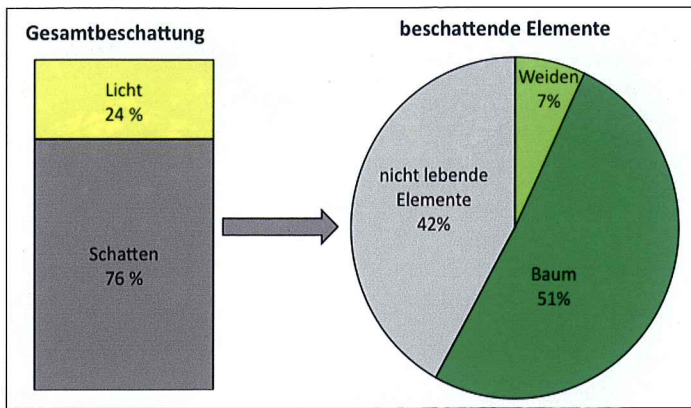 Gesamtbeschattung
Licht
24 %
Schatten
76 %
beschattende Elemente
Weiden
7%
nicht lebende
Elemente
42%
Baum
51%